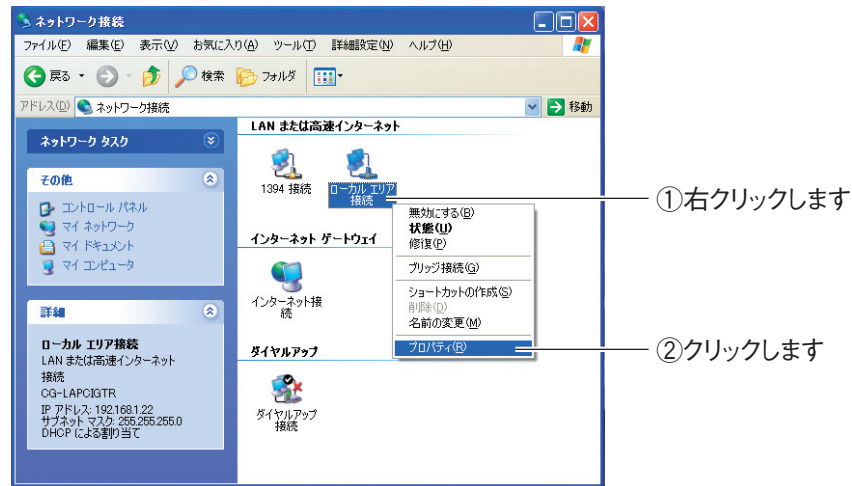 ネットワーク接続
ファイル(F) 編集(E) 表示(V) お気に入り(A) ツール(T) 詳細設定(N) ヘルプ(H)
戻る 検索 フォルダ
アドレス(D) ネットワーク接続 移動
ネットワーク タスク
その他
コントロール パネル
マイ ネットワーク
マイ ドキュメント
マイ コンピュータ
詳細
ローカル エリア接続
LAN または高速インターネット
接続
CG-LAPCIGTR
IP アドレス: 192.168.1.22
サブネット マスク: 255.255.255.0
DHCP による割り当て
LAN または高速インターネット
1394 接続
ローカル エリア
接続
インターネット ゲートウェイ
インターネット接
続
ダイヤルアップ
ダイヤルアップ
接続
無効にする(B)
状態(U)
修復(P)
ブリッジ接続(G)
ショートカットの作成(S)
削除(D)
名前の変更(M)
プロパティ(R)
①右クリックします
②クリックします